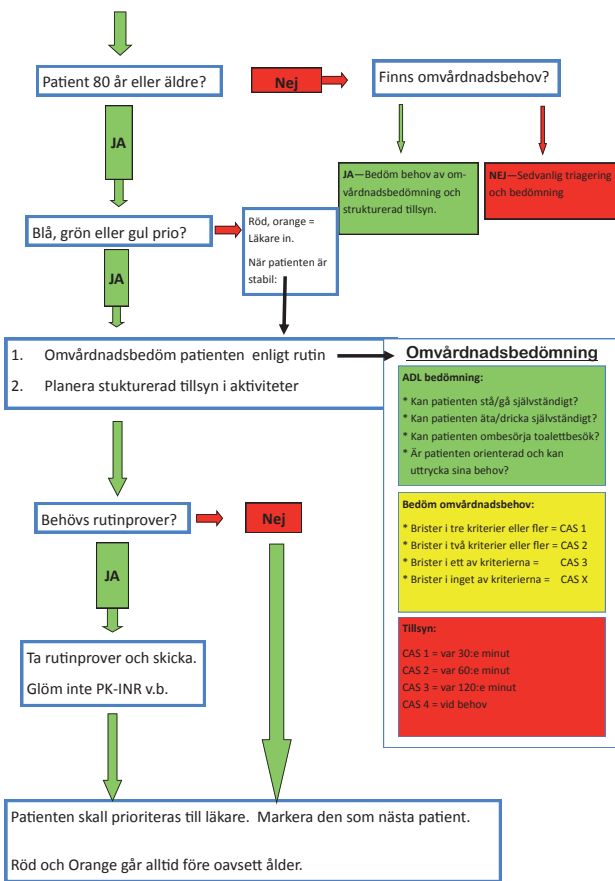 Patient 80 år eller äldre?
Nej
Finns omvårdnadsbehov?
JA
JA—Bedöm behov av om-
vårdnadsbedömning och
strukturerad tillsyn.
NEJ—Sedvanlig triagering
och bedömning
Blå, grön eller gul prio?
Röd, orange =
Läkare in.
När patienten är
stabil:
JA
1. Omvårdnadsbedöm patienten enligt rutin
2. Planera stukturerad tillsyn i aktiviteter
Omvårdnadsbedömning
ADL bedömning:
* Kan patienten stå/gå självständigt?
* Kan patienten äta/dricka självständigt?
* Kan patienten ombesörja toalettbesök?
* Är patienten orienterad och kan
uttrycka sina behov?
Bedöm omvårdnadsbehov:
* Brister i tre kriterier eller fler = CAS 1
* Brister i två kriterier eller fler = CAS 2
* Brister i ett av kriterierna = CAS 3
* Brister i inget av kriterierna = CAS X
Tillsyn:
CAS 1 = var 30:e minut
CAS 2 = var 60:e minut
CAS 3 = var 120:e minut
CAS 4 = vid behov
Behövs rutinprover?
Nej
JA
Ta rutinprover och skicka.
Glöm inte PK-INR v.b.
Patienten skall prioriteras till läkare. Markera den som nästa patient.
Röd och Orange går alltid före oavsett ålder.